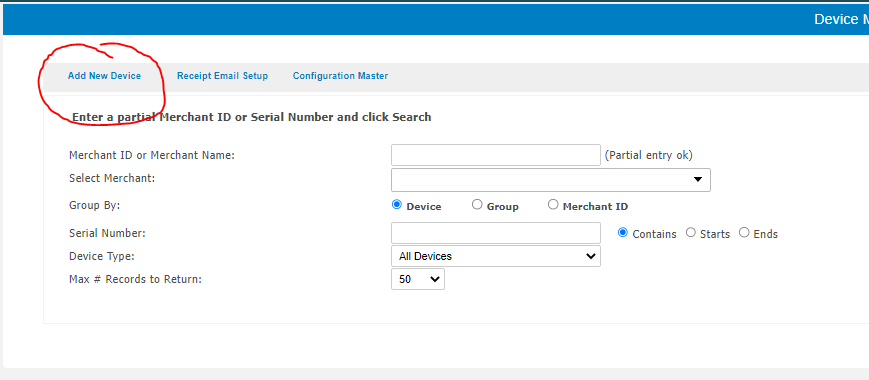 Device
Add New Device Receipt Email Setup Configuration Master
Enter a partial Merchant ID or Serial Number and click Search
Merchant ID or Merchant Name: (Partial entry ok)
Select Merchant:
Group By: Device Group Merchant ID
Serial Number: Contains Starts Ends
Device Type: All Devices
Max # Records to Return: 50